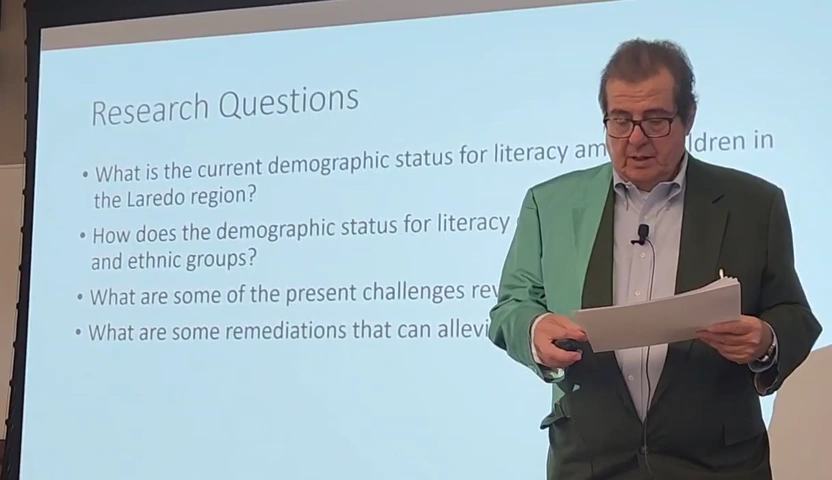 Research Questions
• What is the current demographic status for literacy am ldren in
the Laredo region?
• How does the demographic status for literacy
and ethnic groups?
• What are some of the present challenges rev
• What are some remediations that can allevi